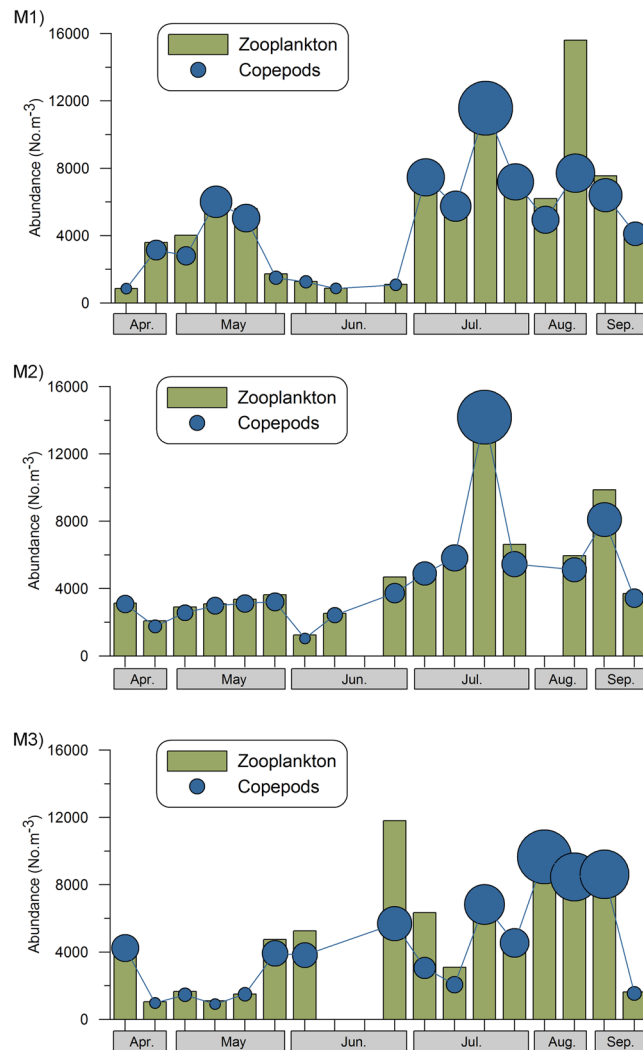 M1)
16000
12000
8000
4000
0
Abundance (No.m-3)
Zooplankton
Copepods
Apr. May Jun. Jul. Aug. Sep.
M2)
16000
12000
8000
4000
0
Abundance (No.m-3)
Zooplankton
Copepods
Apr. May Jun. Jul. Aug. Sep.
M3)
16000
12000
8000
4000
0
Abundance (No.m-3)
Zooplankton
Copepods
Apr. May Jun. Jul. Aug. Sep.